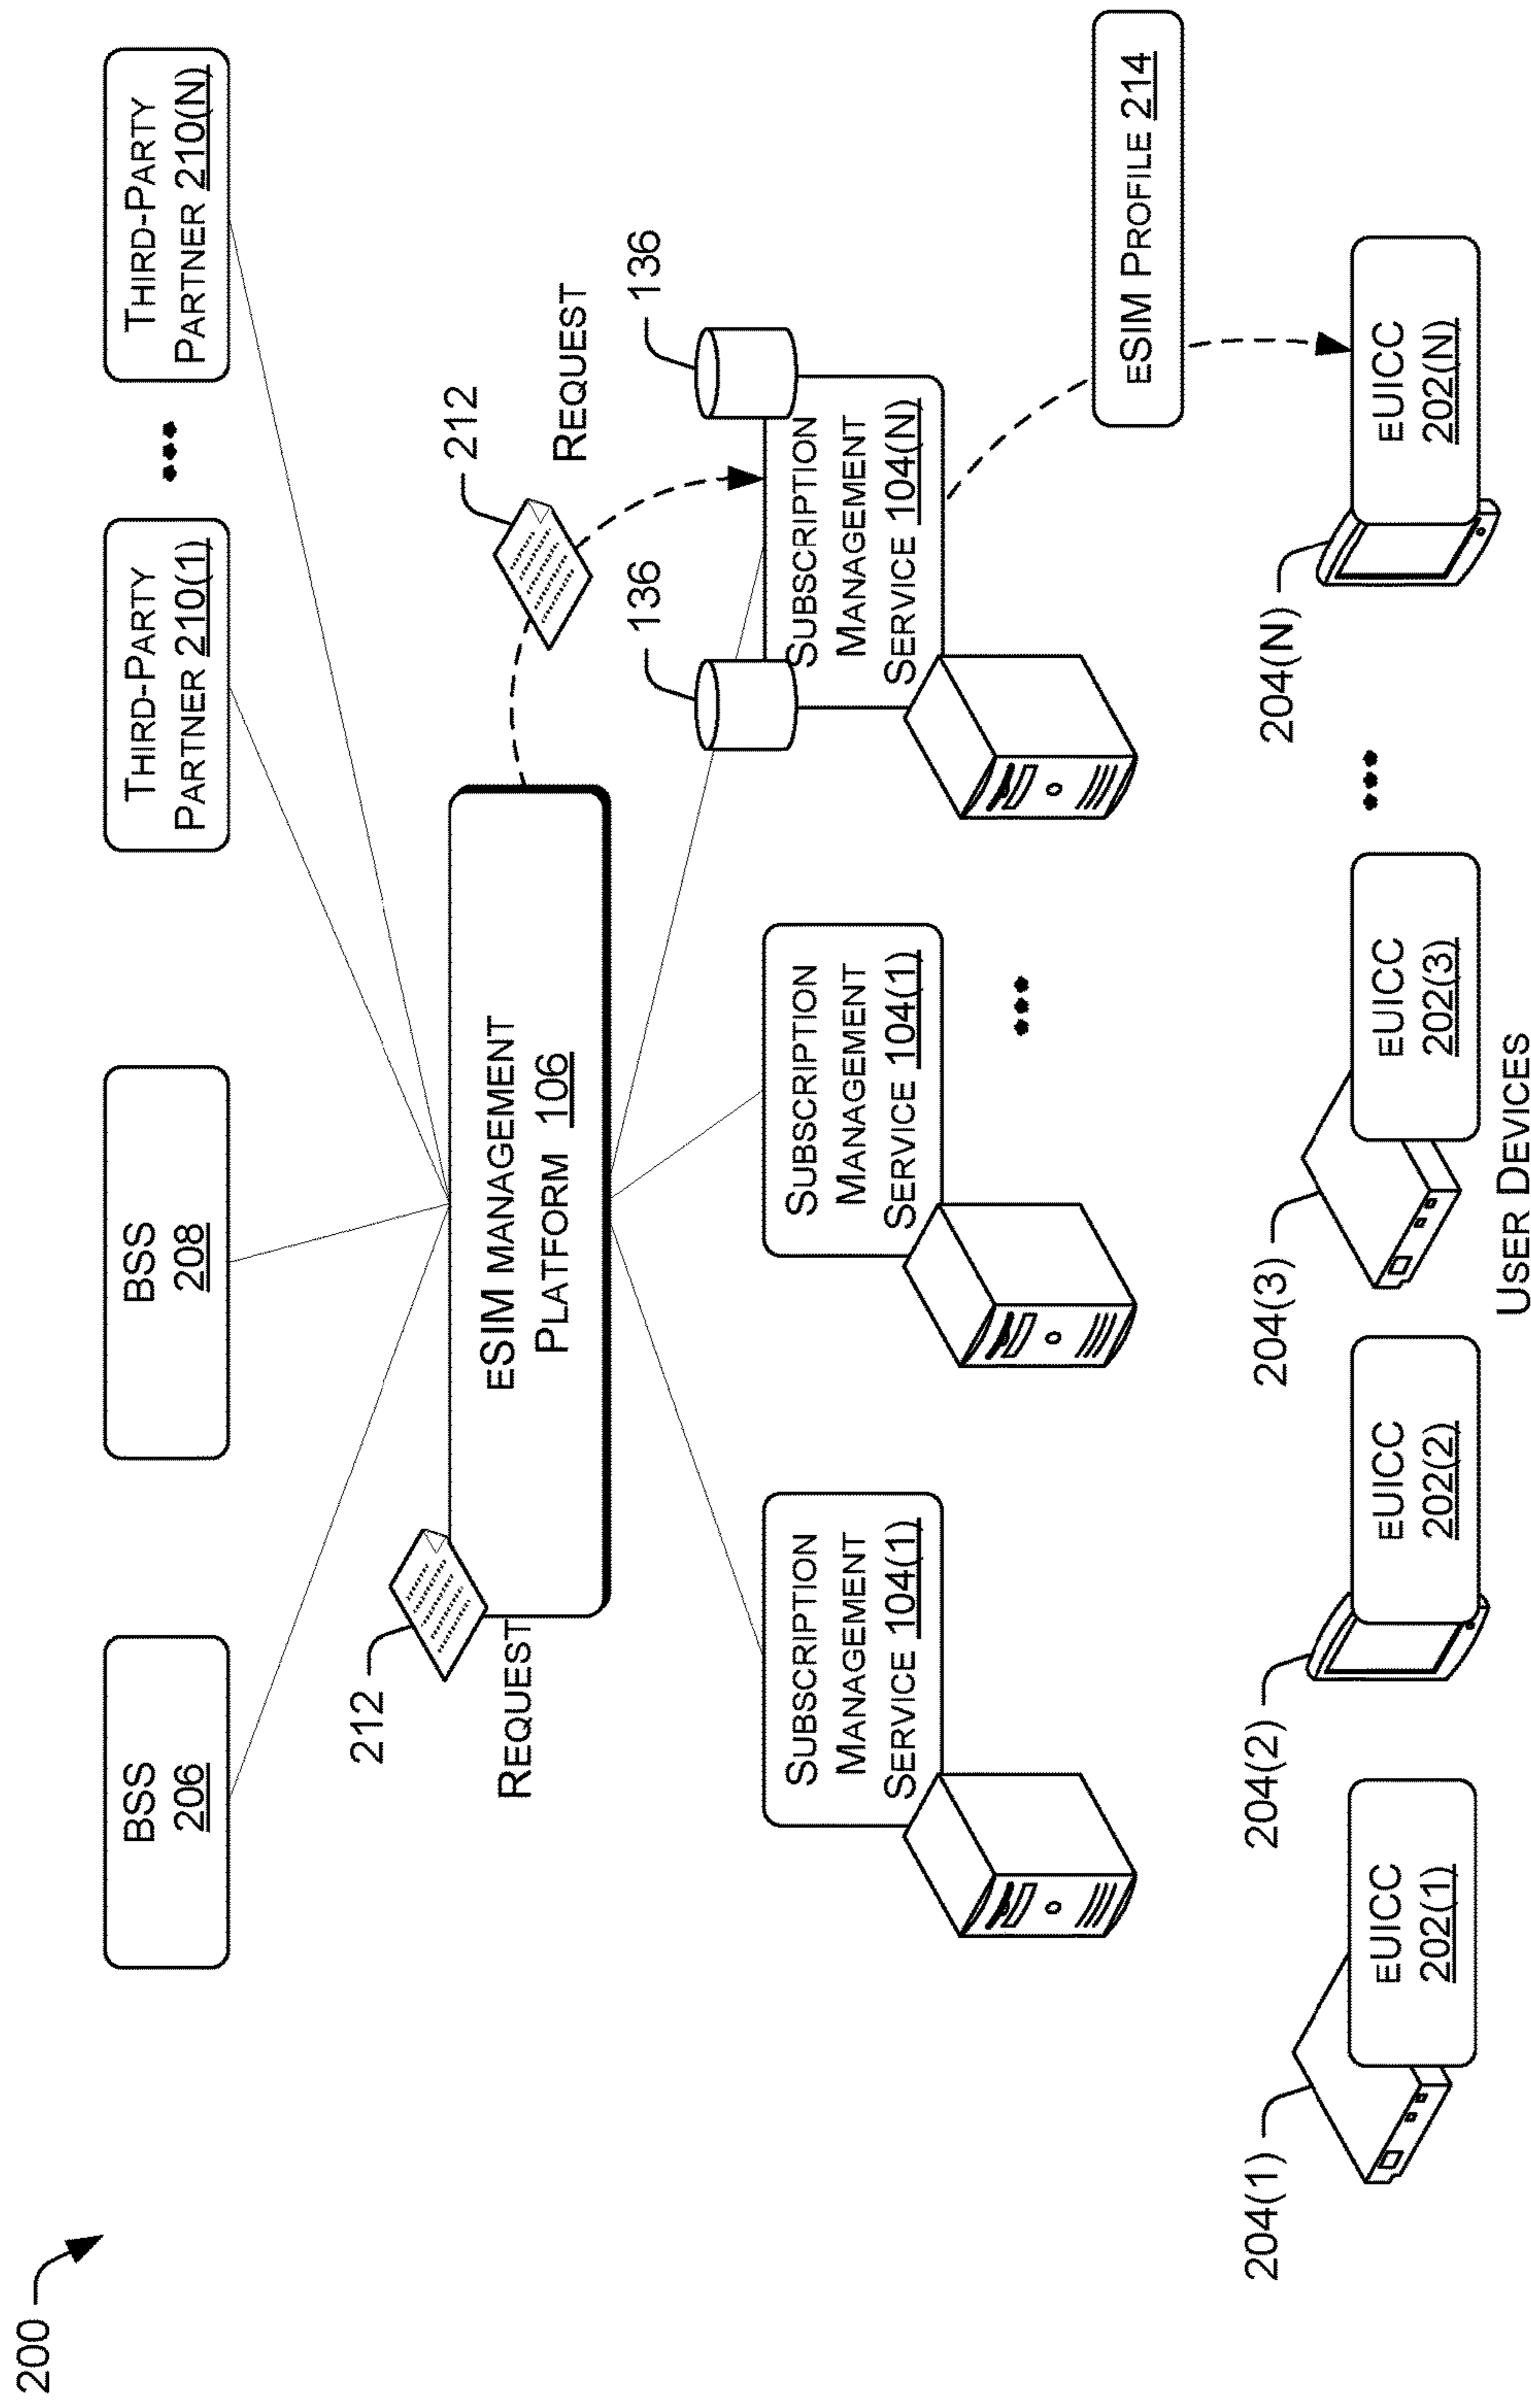 200
BSS
206
BSS
208
THIRD-PARTY
PARTNER 210(1)
THIRD-PARTY
PARTNER 210(N)
212
REQUEST
ESIM MANAGEMENT
PLATFORM 106
212
REQUEST
136
136
SUBSCRIPTION
MANAGEMENT
SERVICE 104(1)
SUBSCRIPTION
MANAGEMENT
SERVICE 104(1)
SUBSCRIPTION
MANAGEMENT
SERVICE 104(N)
ESIM PROFILE 214
204(1)
EUICC
202(1)
204(2)
EUICC
202(2)
204(3)
EUICC
202(3)
204(N)
EUICC
202(N)
USER DEVICES